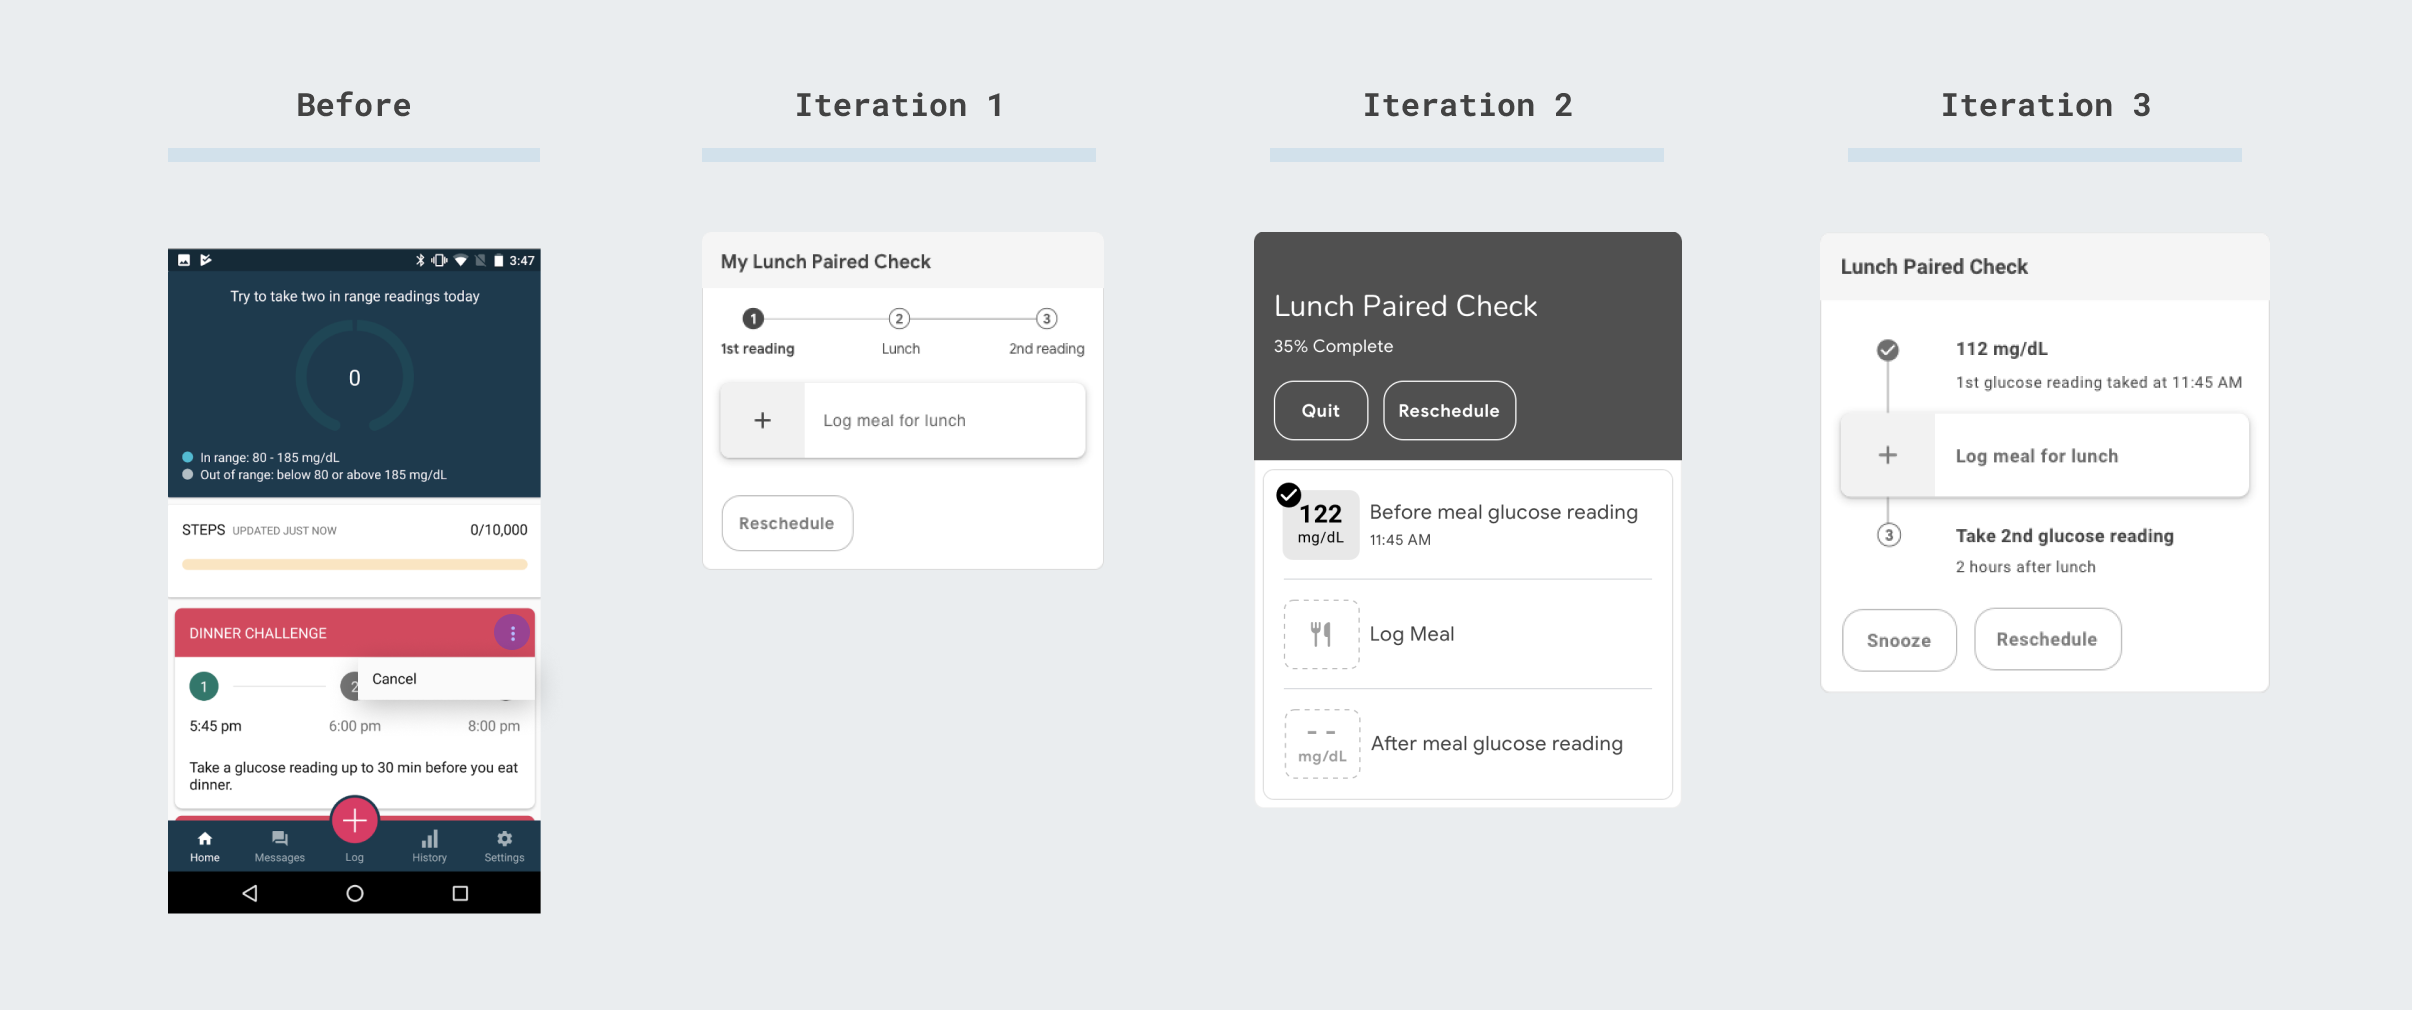 Before
Iteration 1
Iteration 2
Iteration 3
3:47
Try to take two in range readings today
0
In range: 80 - 185 mg/dL
Out of range: below 80 or above 185 mg/dL
STEPS UPDATED JUST NOW 0/10,000
DINNER CHALLENGE
Cancel
1 2
5:45 pm 6:00 pm 8:00 pm
Take a glucose reading up to 30 min before you eat
dinner.
Home Messages Log History Settings
My Lunch Paired Check
1 2 3
1st reading Lunch 2nd reading
+ Log meal for lunch
Reschedule
Lunch Paired Check
35% Complete
Quit Reschedule
122
mg/dL
Before meal glucose reading
11:45 AM
Log Meal
- -
mg/dL
After meal glucose reading
Lunch Paired Check
112 mg/dL
1st glucose reading taked at 11:45 AM
+ Log meal for lunch
3 Take 2nd glucose reading
2 hours after lunch
Snooze Reschedule